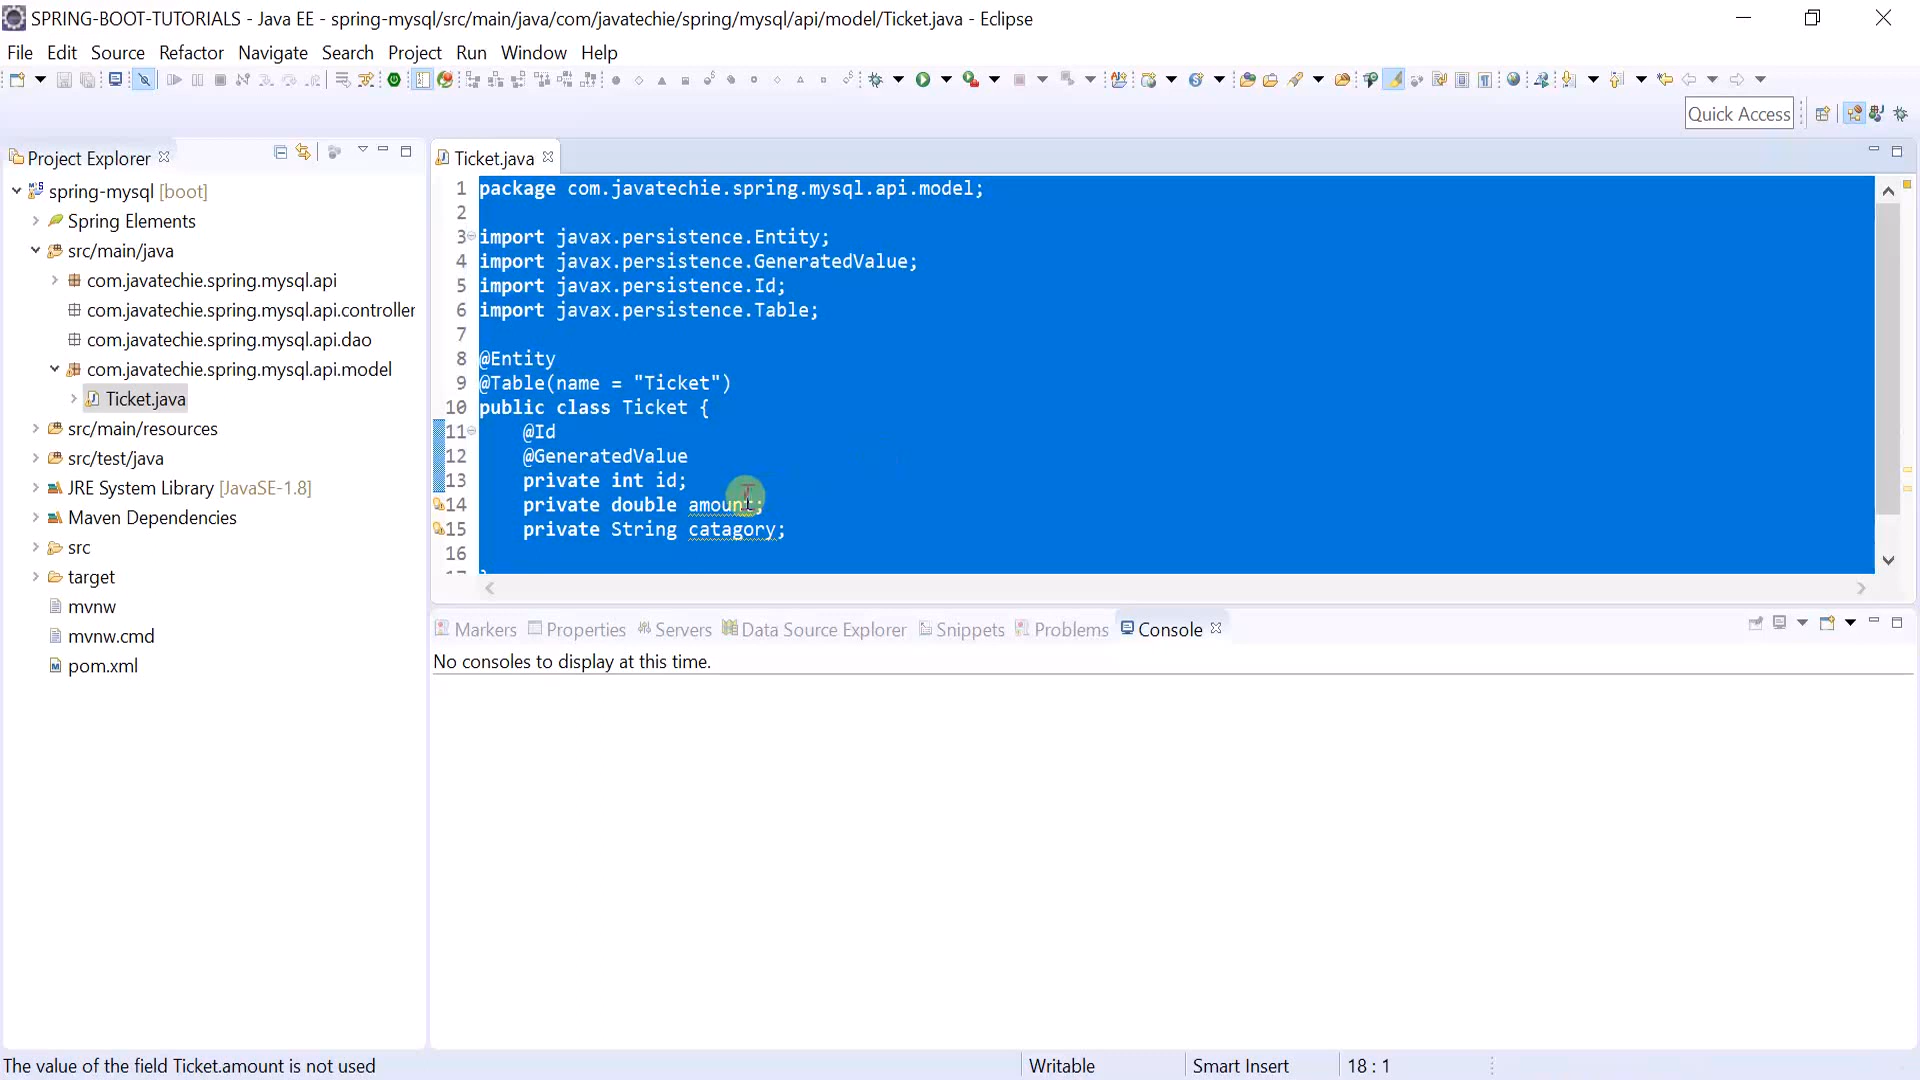 SPRING-BOOT-TUTORIALS - Java EE - spring-mysql/src/main/java/com/javatechie/spring/mysql/api/model/Ticket.java - Eclipse
File Edit Source Refactor Navigate Search Project Run Window Help
Quick Access
Project Explorer
spring-mysql [boot]
Spring Elements
src/main/java
com.javatechie.spring.mysql.api
com.javatechie.spring.mysql.api.controller
com.javatechie.spring.mysql.api.dao
com.javatechie.spring.mysql.api.model
Ticket.java
src/main/resources
src/test/java
JRE System Library [JavaSE-1.8]
Maven Dependencies
src
target
mvnw
mvnw.cmd
pom.xml
Ticket.java
1 package com.javatechie.spring.mysql.api.model;
2
3 import javax.persistence.Entity;
4 import javax.persistence.GeneratedValue;
5 import javax.persistence.Id;
6 import javax.persistence.Table;
7
8 @Entity
9 @Table(name = "Ticket")
10 public class Ticket {
11 @Id
12 @GeneratedValue
13 private int id;
14 private double amount;
15 private String catagory;
16
Markers Properties Servers Data Source Explorer Snippets Problems Console
No consoles to display at this time.
The value of the field Ticket.amount is not used Writable Smart Insert 18 : 1